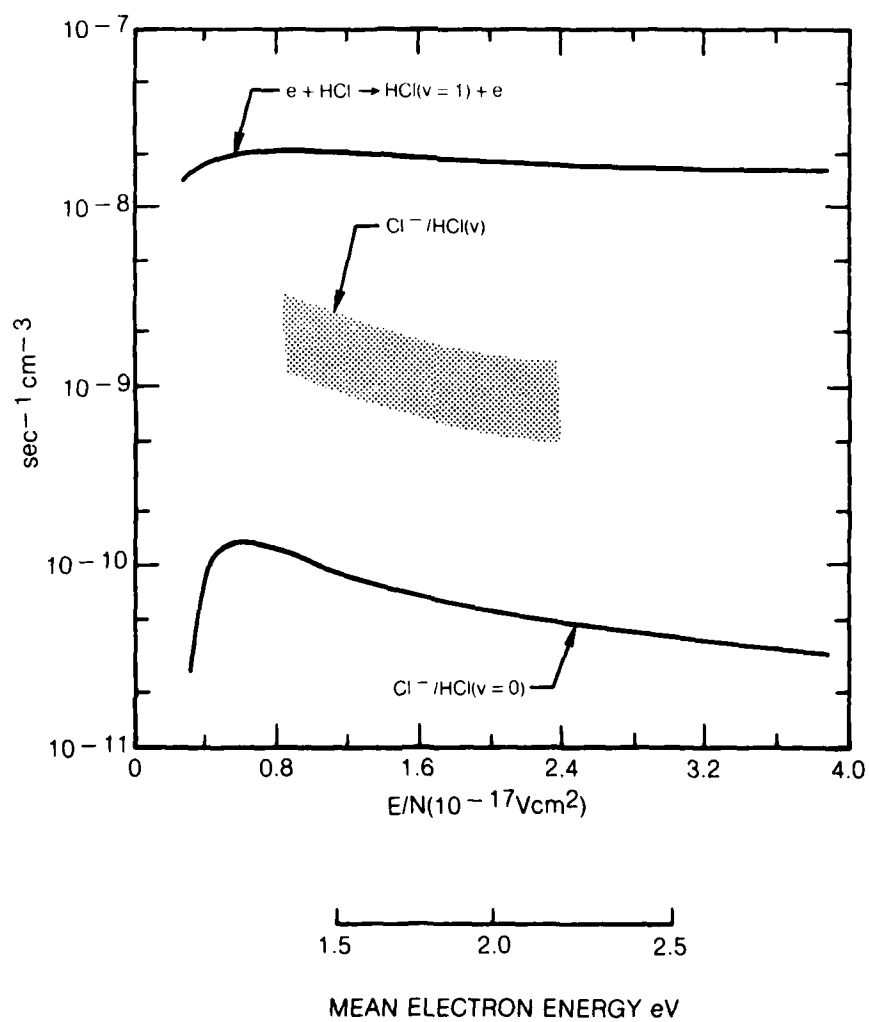 10⁻⁷
e + HCl → HCl(v = 1) + e
10⁻⁸
Cl⁻/HCl(v)
sec⁻¹ cm⁻³
10⁻⁹
10⁻¹⁰
Cl⁻/HCl(v = 0)
10⁻¹¹
0 0.8 1.6 2.4 3.2 4.0
E/N(10⁻¹⁷Vcm²)
1.5 2.0 2.5
MEAN ELECTRON ENERGY eV